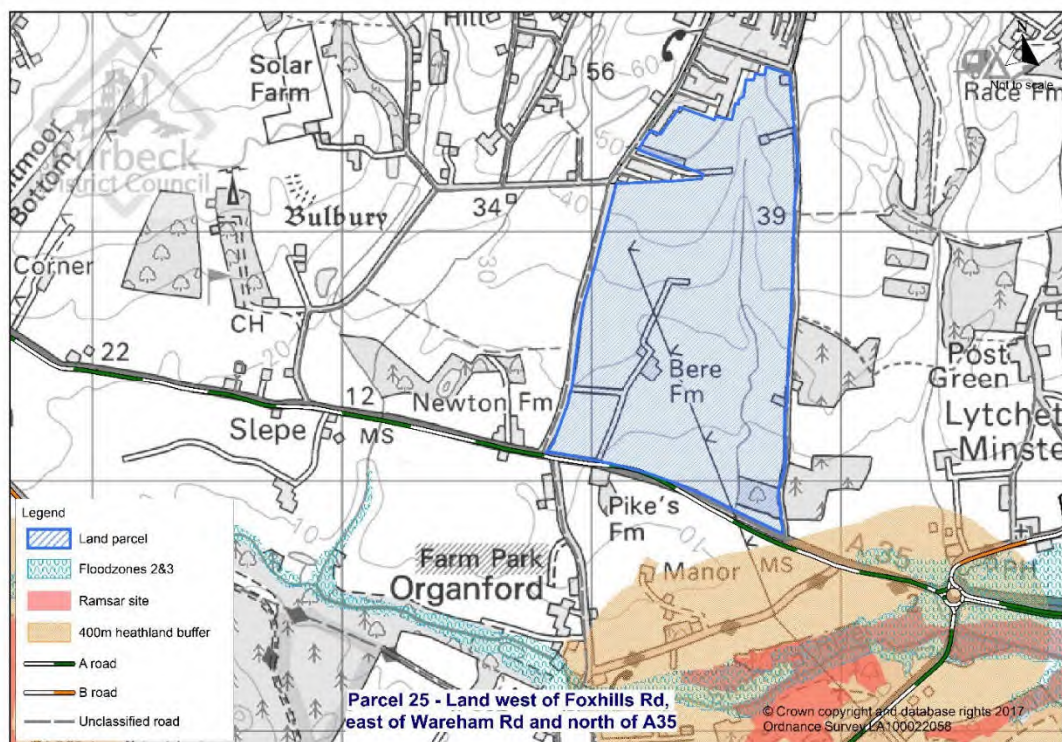 Hill
Solar
Farm
56
60
50
40
30
Race Fm
Not to scale
Purbeck
District Council
Bottom
Bulbury
34
39
Corner
CH
20
22
12
Slepe
MS
Newton Fm
Bere
Fm
Post
Green
Lytchet
Minste
Pike's
Fm
10
10
Farm Park
Organford
Manor
MS
A 35
PH
Legend
Land parcel
Floodzones 2&3
Ramsar site
400m heathland buffer
A road
B road
Unclassified road
Parcel 25 - Land west of Foxhills Rd,
east of Wareham Rd and north of A35
© Crown copyright and database rights 2017
Ordnance Survey LA100022058